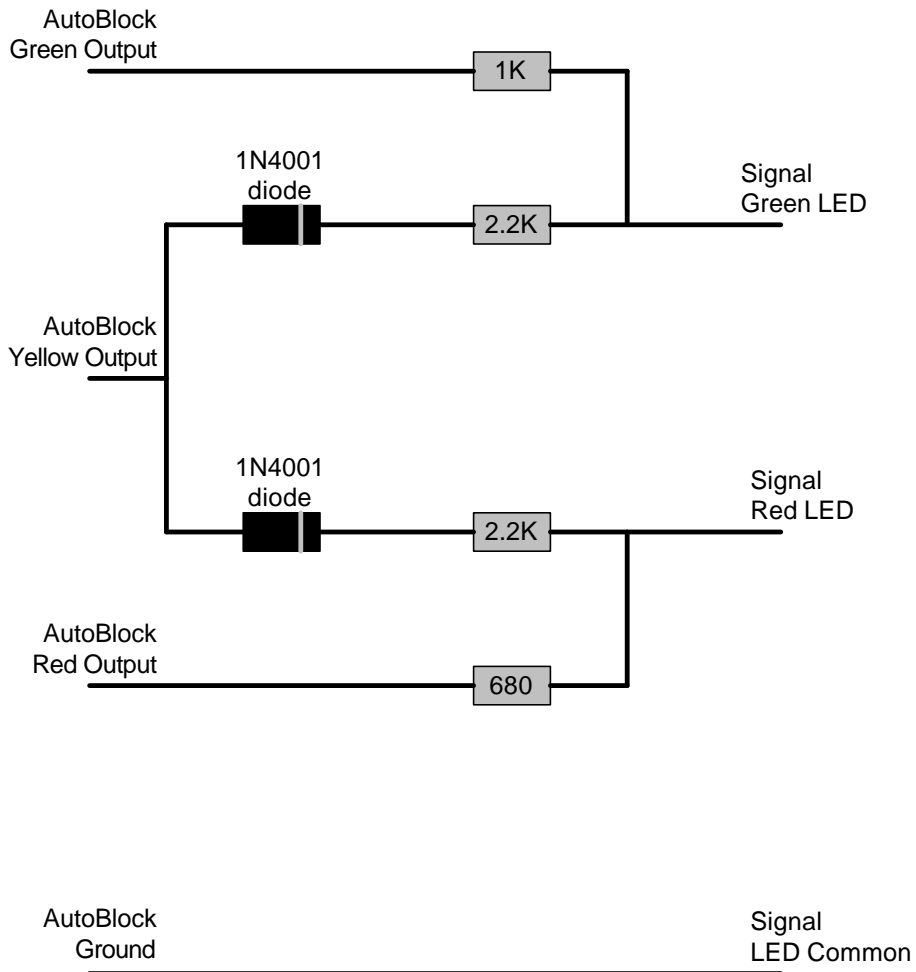 AutoBlock
Green Output
1K
1N4001
diode
2.2K
Signal
Green LED
AutoBlock
Yellow Output
1N4001
diode
2.2K
Signal
Red LED
AutoBlock
Red Output
680
AutoBlock
Ground
Signal
LED Common